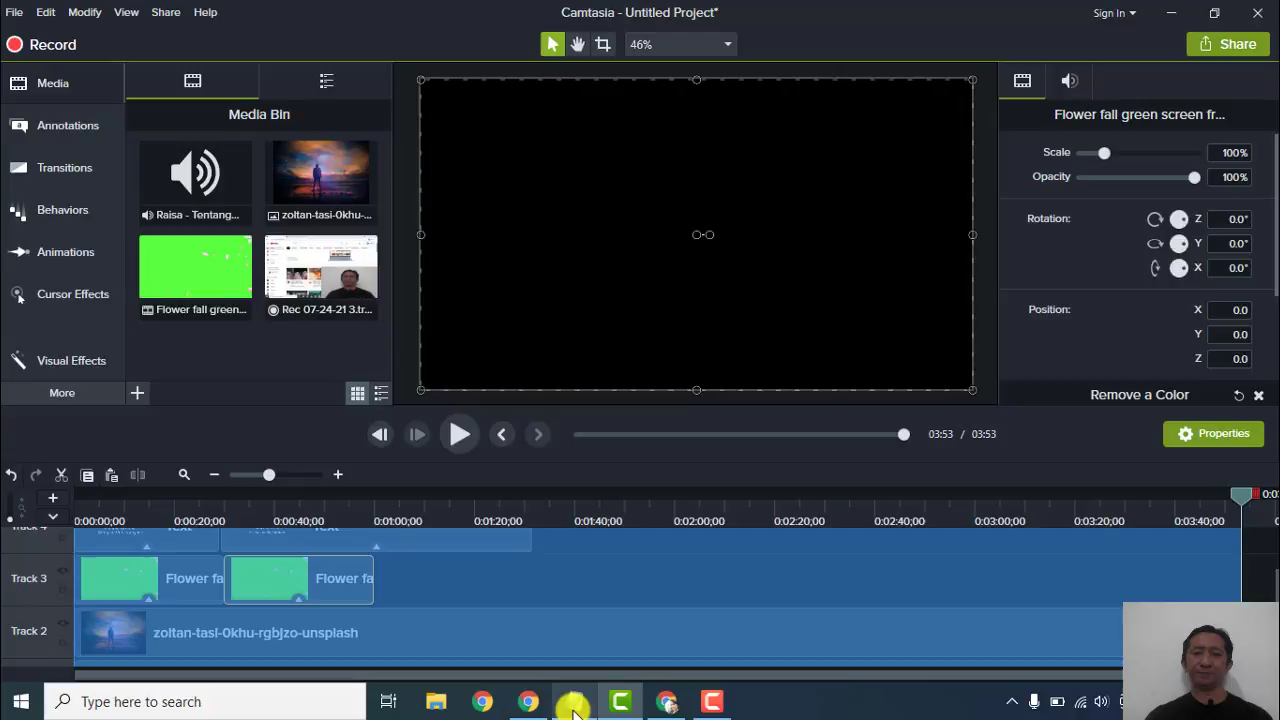 File Edit Modify View Share Help
Camtasia - Untitled Project*
Sign In
Record
46%
Share
Media
Annotations
Transitions
Behaviors
Animations
Cursor Effects
Visual Effects
More
Media Bin
Raisa - Tentang...
zoltan-tasi-0khu-...
Flower fall green...
Rec 07-24-21 3.tr...
Flower fall green screen fr...
Scale 100%
Opacity 100%
Rotation: Z 0.0°
Y 0.0°
X 0.0°
Position: X 0.0
Y 0.0
Z 0.0
Remove a Color
03:53 / 03:53
Properties
0:00:00;00 0:00:20;00 0:00:40;00 0:01:00;00 0:01:20;00 0:01:40;00 0:02:00;00 0:02:20;00 0:02:40;00 0:03:00;00 0:03:20;00 0:03:40;00
Track 4 Text Text
Track 3 Flower fa Flower fa
Track 2 zoltan-tasi-0khu-rgbjzo-unsplash
Type here to search